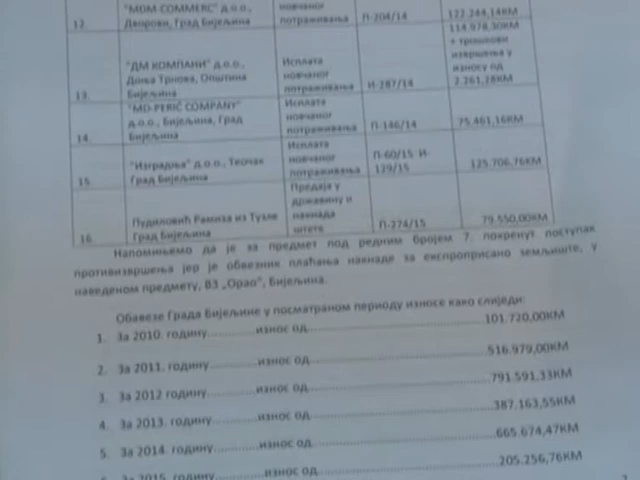 12. "MDM COMMERC" д.о.о., Дворови, Град Бијељина потраживања П-204/14 122.244,14КМ
13. "ДМ КОМПАНИ" д.о.о., Доња Трнова, Општина Бијељина Исплата новчаног потраживања И-287/14 114.978,30КМ + трошкови извршења у износу од 2.261,28КМ
14. "MD-PERIĆ COMPANY" д.о.о., Бијељина, Град Бијељина Исплата новчаног потраживања П-146/14 75.461,16КМ
15. "Изградња" д.о.о., Теочак Град Бијељина Исплата новчаног потраживања П-60/15 И-129/15 125.706,76КМ
16. Пудиловић Рамиза из Тузле Град Бијељина Предаја у државину и накнада штете П-274/15 79.550,00КМ
Напомињемо да је за предмет под редним бројем 7. покренут поступак
противизвршења јер је обвезник плаћања накнаде за експроприсано земљиште, у
наведеном предмету, ВЗ „Орао", Бијељина.
Обавезе Града Бијељине у посматраном периоду износе како слиједи:
1. За 2010. годину..............износ од.................................................101.720,00КМ
2. За 2011. годину..............износ од.................................................516.979,00КМ
3. За 2012 годину..............износ од.................................................791.591,33КМ
4. За 2013. годину..............износ од.................................................387.163,55КМ
5. За 2014. годину..............износ од.................................................665.674,47КМ
6. За 2015. годину..............износ од.................................................205.256,76КМ